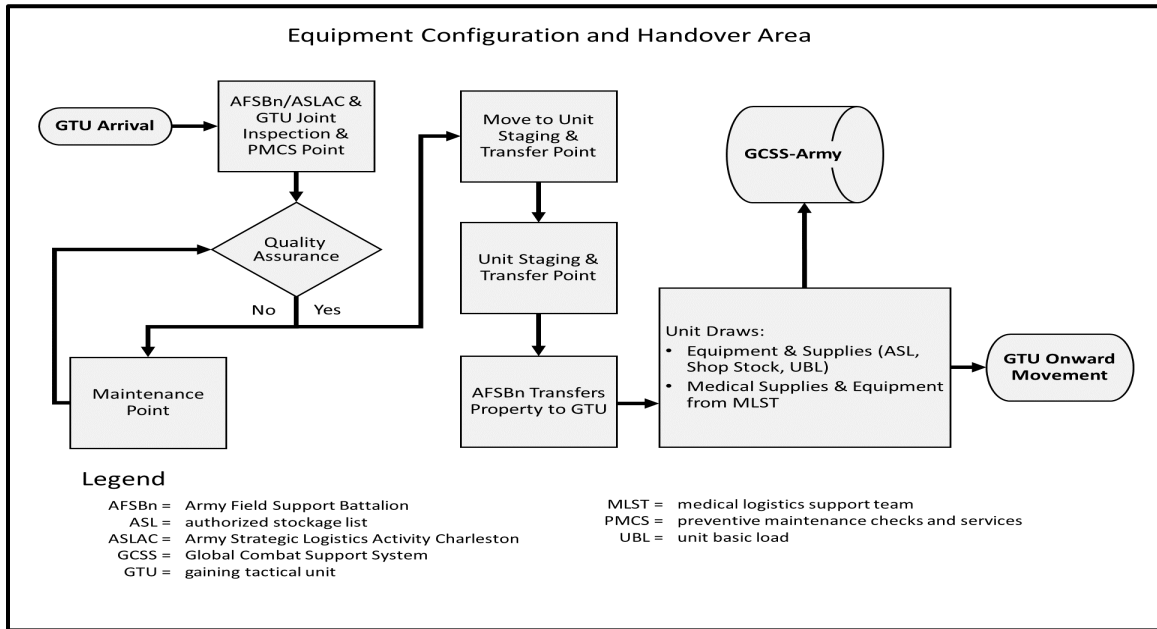 Equipment Configuration and Handover Area
GTU Arrival
AFSBn/ASLAC &
GTU Joint
Inspection &
PMCS Point
Quality
Assurance
No
Yes
Maintenance
Point
Move to Unit
Staging &
Transfer Point
Unit Staging &
Transfer Point
AFSBn Transfers
Property to GTU
Unit Draws:
• Equipment & Supplies (ASL,
Shop Stock, UBL)
• Medical Supplies & Equipment
from MLST
GCSS-Army
GTU Onward
Movement
Legend
AFSBn = Army Field Support Battalion
ASL = authorized stockage list
ASLAC = Army Strategic Logistics Activity Charleston
GCSS = Global Combat Support System
GTU = gaining tactical unit
MLST = medical logistics support team
PMCS = preventive maintenance checks and services
UBL = unit basic load